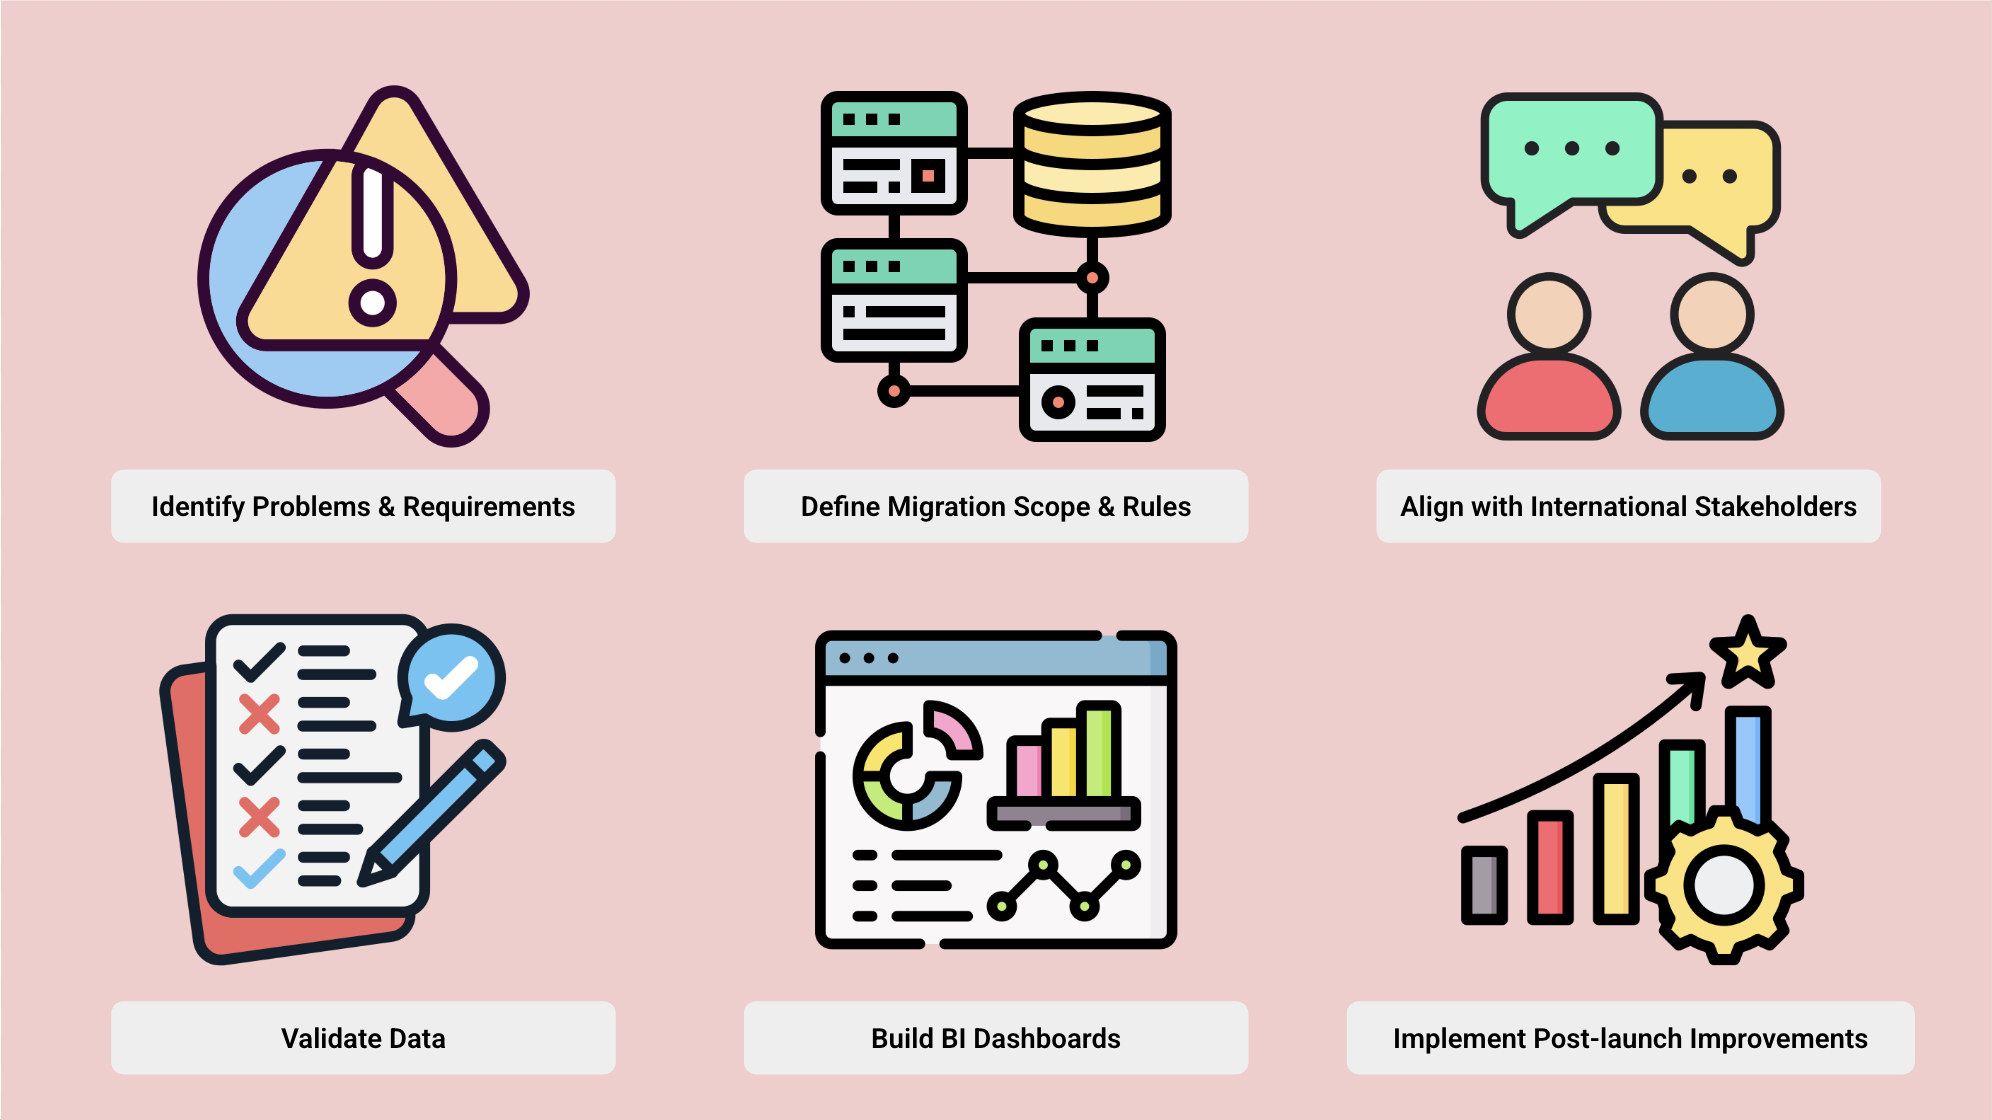 Identify Problems & Requirements
Define Migration Scope & Rules
Align with International Stakeholders
Validate Data
Build BI Dashboards
Implement Post-launch Improvements